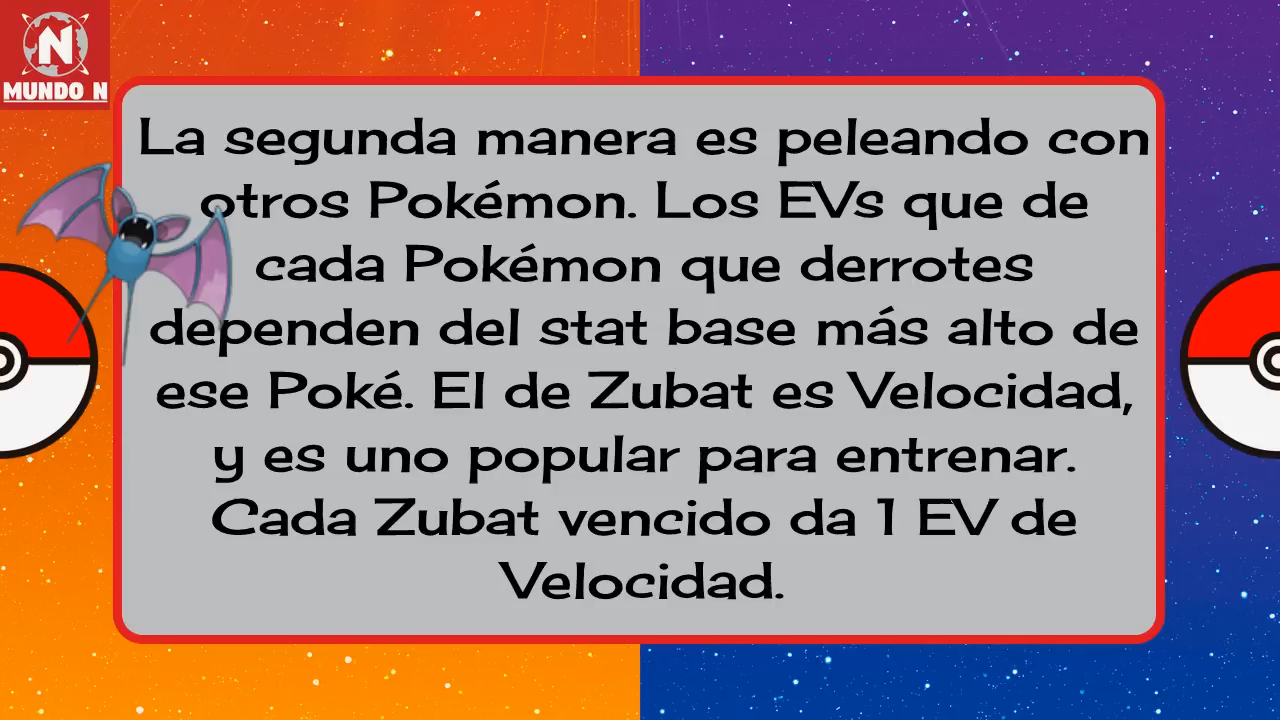 N
MUNDO N
La segunda manera es peleando con
otros Pokémon. Los EVs que de
cada Pokémon que derrotes
dependen del stat base más alto de
ese Poké. El de Zubat es Velocidad,
y es uno popular para entrenar.
Cada Zubat vencido da 1 EV de
Velocidad.